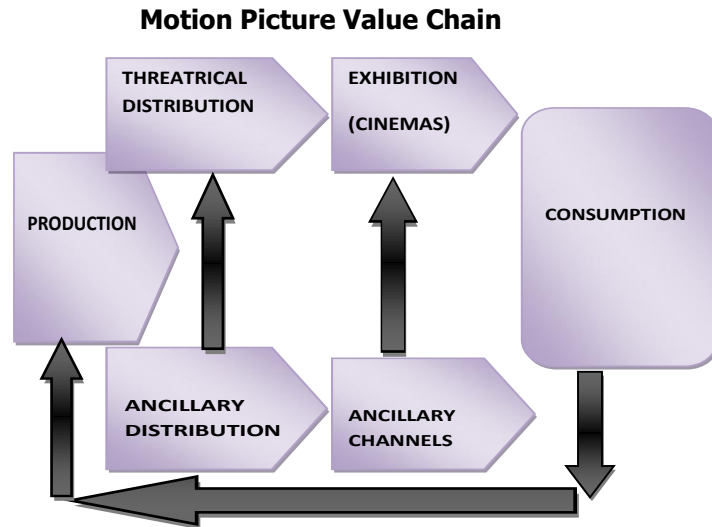 Motion Picture Value Chain
THREATRICAL
DISTRIBUTION
EXHIBITION
(CINEMAS)
PRODUCTION
CONSUMPTION
ANCILLARY
DISTRIBUTION
ANCILLARY
CHANNELS